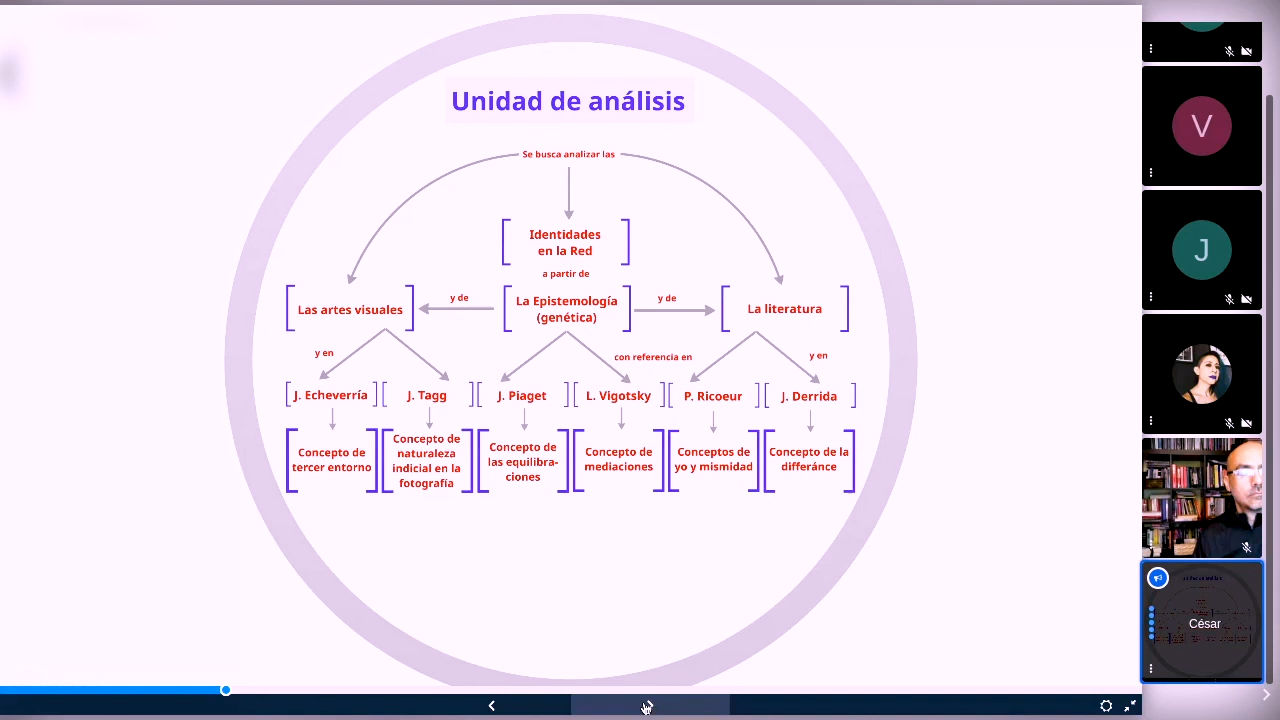 Unidad de análisis
Se busca analizar las
Identidades
en la Red
a partir de
Las artes visuales
y de
La Epistemología
(genética)
y de
La literatura
y en
con referencia en
y en
J. Echeverría
J. Tagg
J. Piaget
L. Vigotsky
P. Ricoeur
J. Derrida
Concepto de
tercer entorno
Concepto de
naturaleza
indicial en la
fotografía
Concepto de
las equilibra-
ciones
Concepto de
mediaciones
Conceptos de
yo y mismidad
Concepto de la
differánce
V
J
César